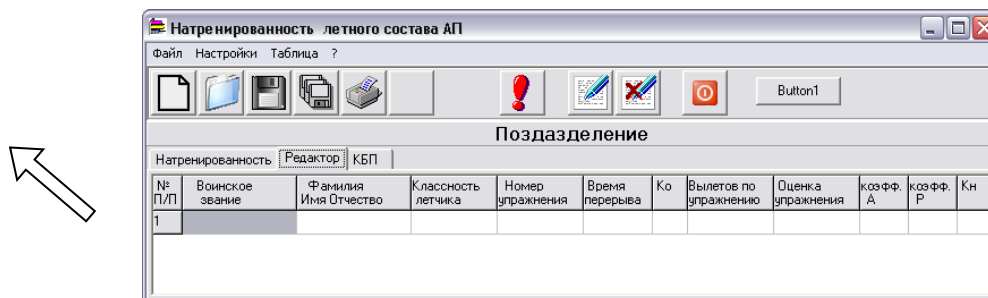 Натренированность летного состава АП
Файл Настройки Таблица ?
Button1
Поздазделение
Натренированность Редактор КБП
№ П/П Воинское звание Фамилия Имя Отчество Классность летчика Номер упражнения Время перерыва Ко Вылетов по упражнению Оценка упражнения коэфф. А коэфф. Р Кн
1